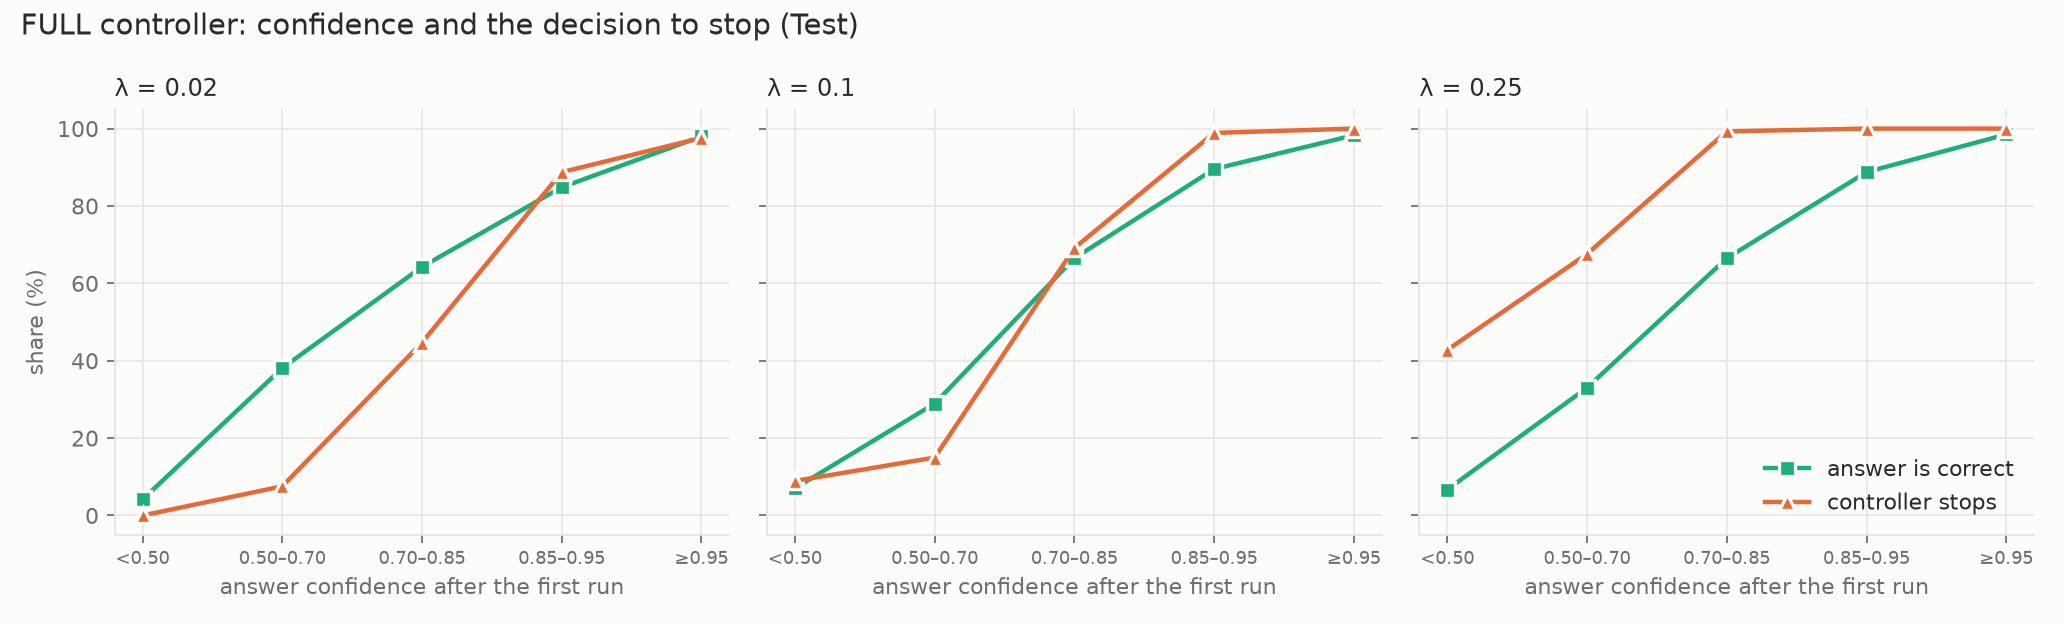 FULL controller: confidence and the decision to stop (Test)
λ = 0.02
λ = 0.1
λ = 0.25
share (%)
100
80
60
40
20
0
<0.50 0.50–0.70 0.70–0.85 0.85–0.95 ≥0.95
<0.50 0.50–0.70 0.70–0.85 0.85–0.95 ≥0.95
<0.50 0.50–0.70 0.70–0.85 0.85–0.95 ≥0.95
answer confidence after the first run
answer confidence after the first run
answer confidence after the first run
answer is correct
controller stops